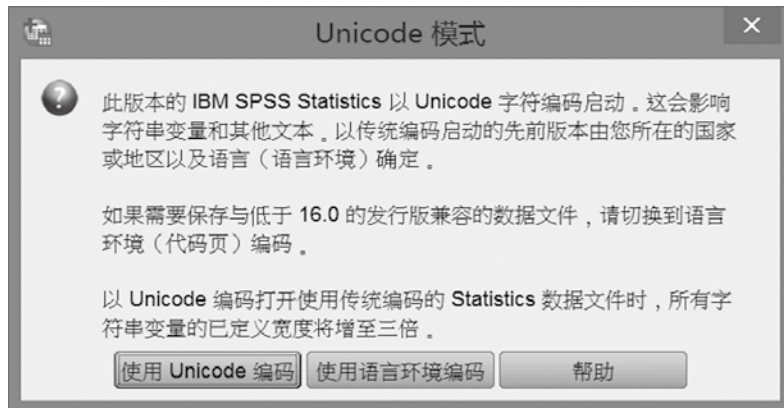 Unicode 模式
此版本的 IBM SPSS Statistics 以 Unicode 字符编码启动。这会影响
字符串变量和其他文本。以传统编码启动的先前版本由您所在的国家
或地区以及语言（语言环境）确定。
如果需要保存与低于 16.0 的发行版兼容的数据文件，请切换到语言
环境（代码页）编码。
以 Unicode 编码打开使用传统编码的 Statistics 数据文件时，所有字
符串变量的已定义宽度将增至三倍。
使用 Unicode 编码 使用语言环境编码 帮助